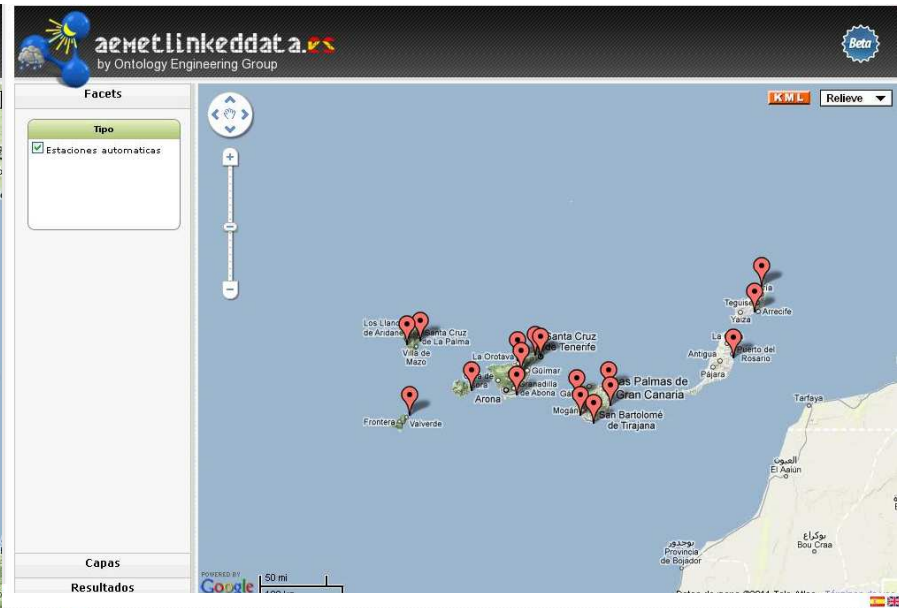 aemetlinkeddata.es
by Ontology Engineering Group
Beta
Facets
Tipo
Estaciones automaticas
Capas
Resultados
KML
Relieve
Teguise
Arrecife
Yaiza
La
Puerto del
Rosario
Antigua
Pájara
Los Llanos
de Aridane
Santa Cruz
de La Palma
Villa de
Mazo
Santa Cruz
de Tenerife
La Orotava
Güimar
Granadilla
de Abona
Arona
Las Palmas de
Gran Canaria
Mogán
San Bartolomé
de Tirajana
Frontera
Valverde
Tarfaya
العيون
El Aaiún
بوجدور
Provincia
de Bojador
بوكراع
Bou Craa
POWERED BY
Google
50 mi
100 km